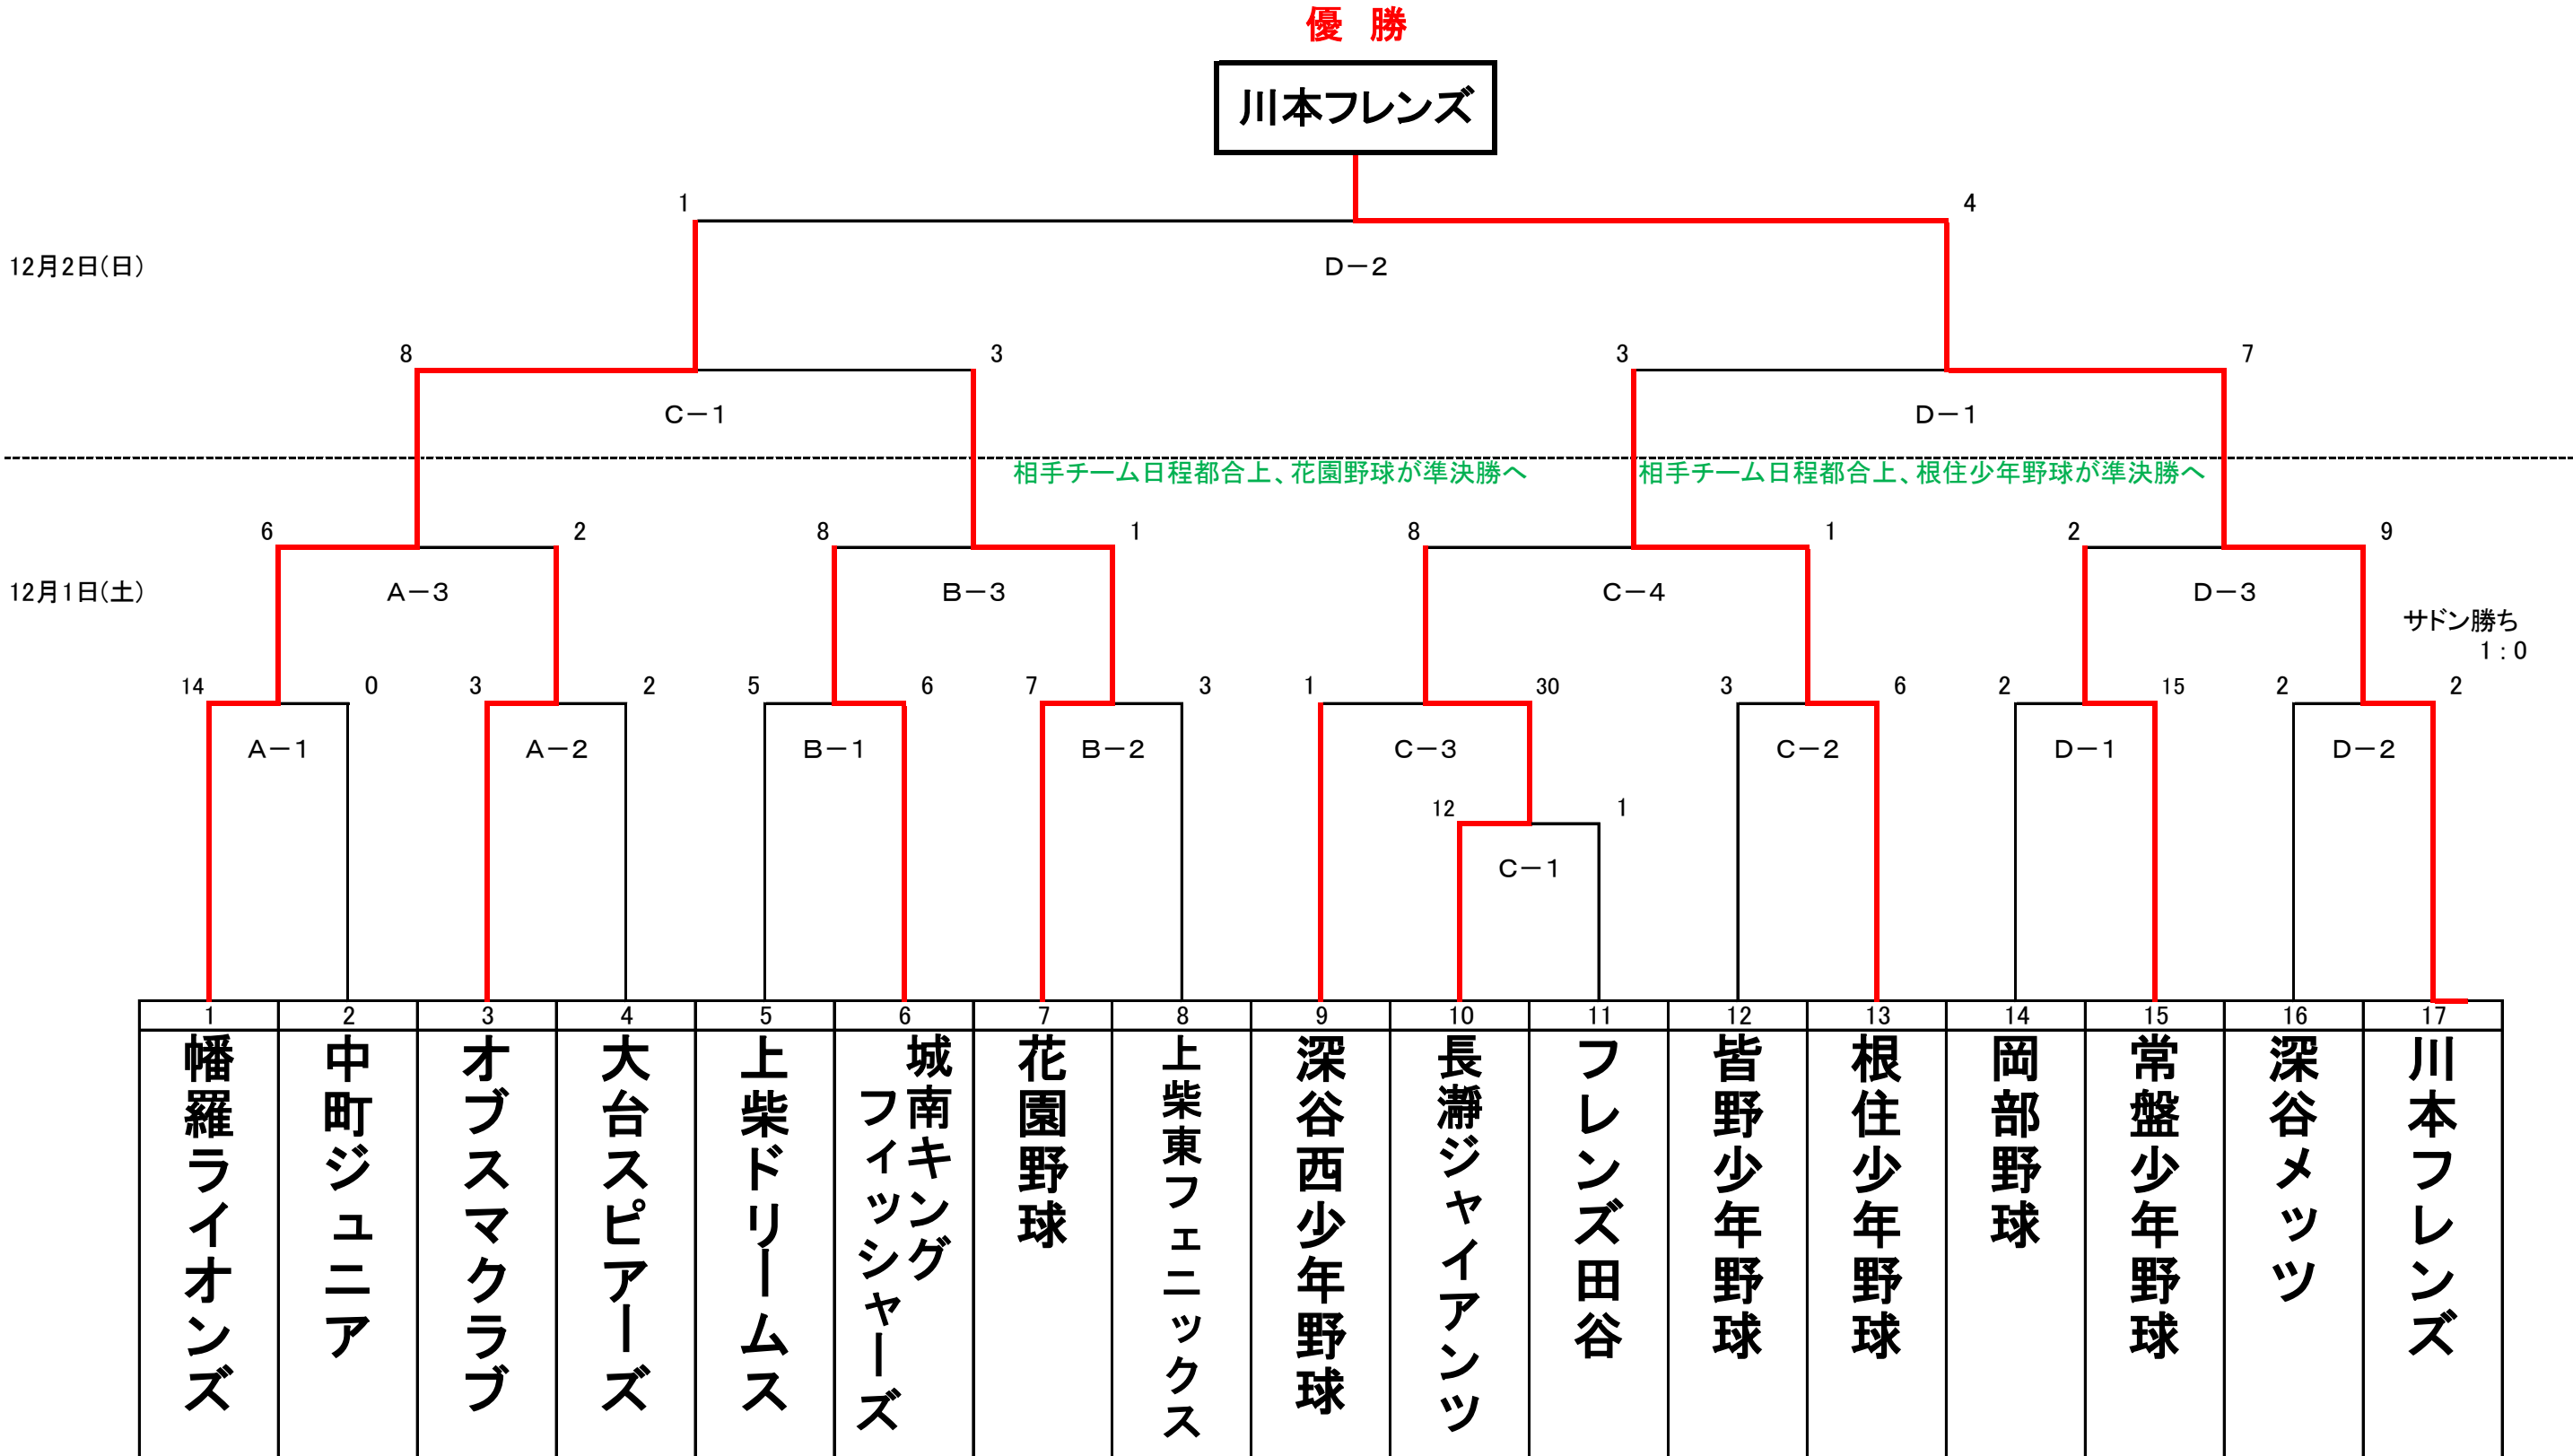 優 勝
川本フレンズ
1 4
12月2日(日)
D－2
8 3 3 7
C－1 D－1
相手チーム日程都合上、花園野球が準決勝へ 相手チーム日程都合上、根住少年野球が準決勝へ
6 2 8 1 8 1 2 9
12月1日(土)
A－3 B－3 C－4 D－3
サドン勝ち
1：0
14 0 3 2 5 6 7 3 1 30 3 6 2 15 2 2
A－1 A－2 B－1 B－2 C－3 C－2 D－1 D－2
12 1
C－1
1 2 3 4 5 6 7 8 9 10 11 12 13 14 15 16 17
幡羅ライオンズ
中町ジュニア
オブスマクラブ
大台スピアーズ
上柴ドリームス
城南キング
フィッシャーズ
花園野球
上柴東フェニックス
深谷西少年野球
長瀞ジャイアンツ
フレンズ田谷
皆野少年野球
根住少年野球
岡部野球
常盤少年野球
深谷メッツ
川本フレンズ